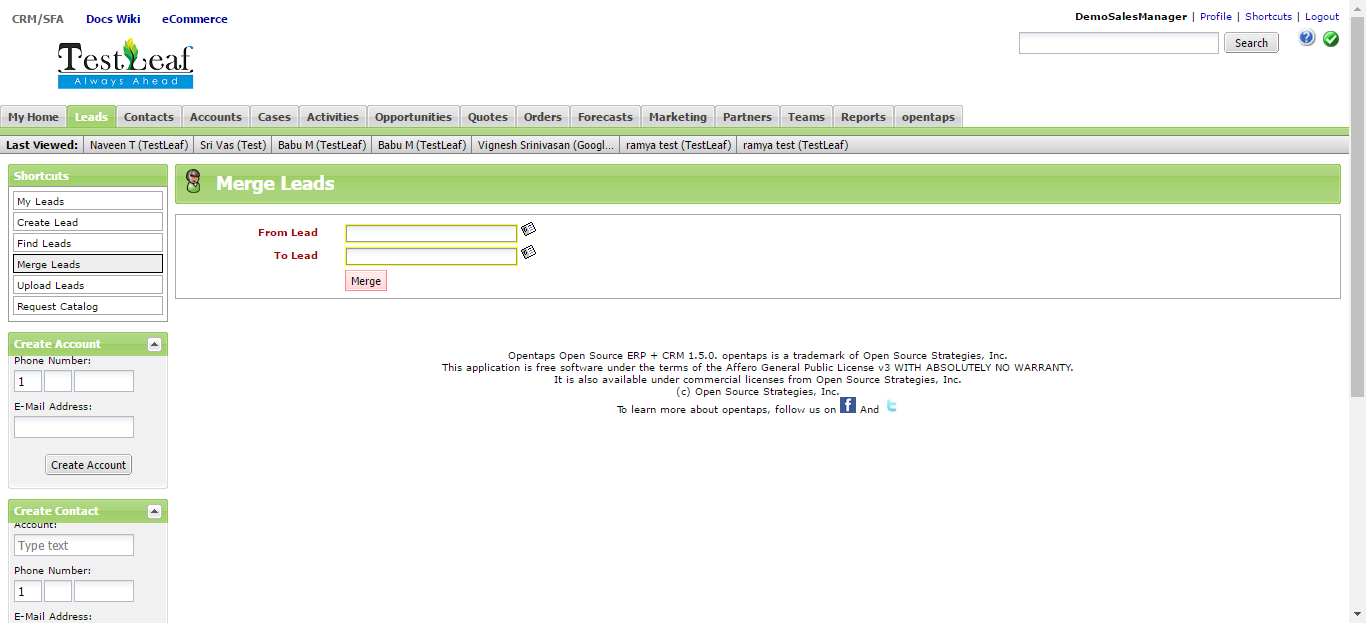 CRM/SFA Docs Wiki eCommerce
DemoSalesManager | Profile | Shortcuts | Logout
Search
TestLeaf
Always Ahead
My Home Leads Contacts Accounts Cases Activities Opportunities Quotes Orders Forecasts Marketing Partners Teams Reports opentaps
Last Viewed: Naveen T (TestLeaf) Sri Vas (Test) Babu M (TestLeaf) Babu M (TestLeaf) Vignesh Srinivasan (Googl... ramya test (TestLeaf) ramya test (TestLeaf)
Shortcuts
My Leads
Create Lead
Find Leads
Merge Leads
Upload Leads
Request Catalog
Create Account
Phone Number:
1
E-Mail Address:
Create Account
Create Contact
Account:
Type text
Phone Number:
1
E-Mail Address:
Merge Leads
From Lead
To Lead
Merge
Opentaps Open Source ERP + CRM 1.5.0. opentaps is a trademark of Open Source Strategies, Inc.
This application is free software under the terms of the Affero General Public License v3 WITH ABSOLUTELY NO WARRANTY.
It is also available under commercial licenses from Open Source Strategies, Inc.
(c) Open Source Strategies, Inc.
To learn more about opentaps, follow us on f And t